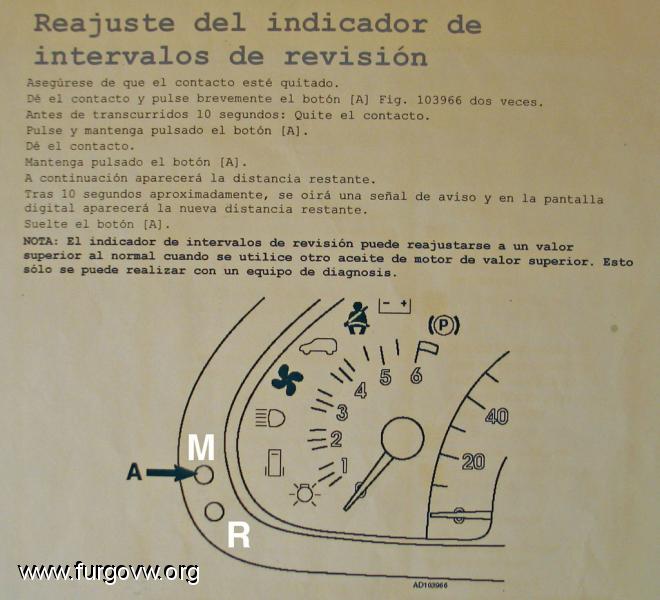 Reajuste del indicador de
intervalos de revisión
Asegúrese de que el contacto esté quitado.
Dé el contacto y pulse brevemente el botón [A] Fig. 103966 dos veces.
Antes de transcurridos 10 segundos: Quite el contacto.
Pulse y mantenga pulsado el botón [A].
Dé el contacto.
Mantenga pulsado el botón [A].
A continuación aparecerá la distancia restante.
Tras 10 segundos aproximadamente, se oirá una señal de aviso y en la pantalla
digital aparecerá la nueva distancia restante.
Suelte el botón [A].
NOTA: El indicador de intervalos de revisión puede reajustarse a un valor
superior al normal cuando se utilice otro aceite de motor de valor superior. Esto
sólo se puede realizar con un equipo de diagnosis.
- +
(P)
4 5 6
3
40
2
M
1
20
A
0
0
R
www.furgovw.org
AD103966